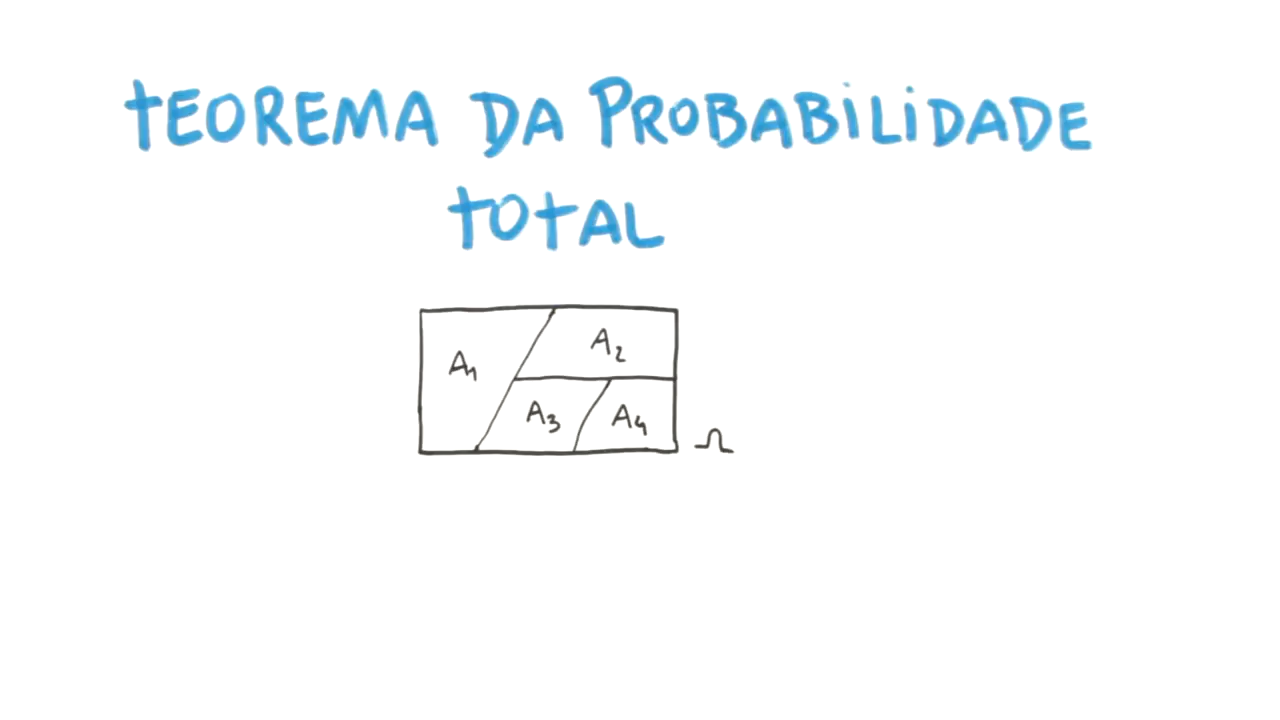 TEOREMA DA PROBABILIDADE
TOTAL
A₁
A₂
A₃
A₄
Ω